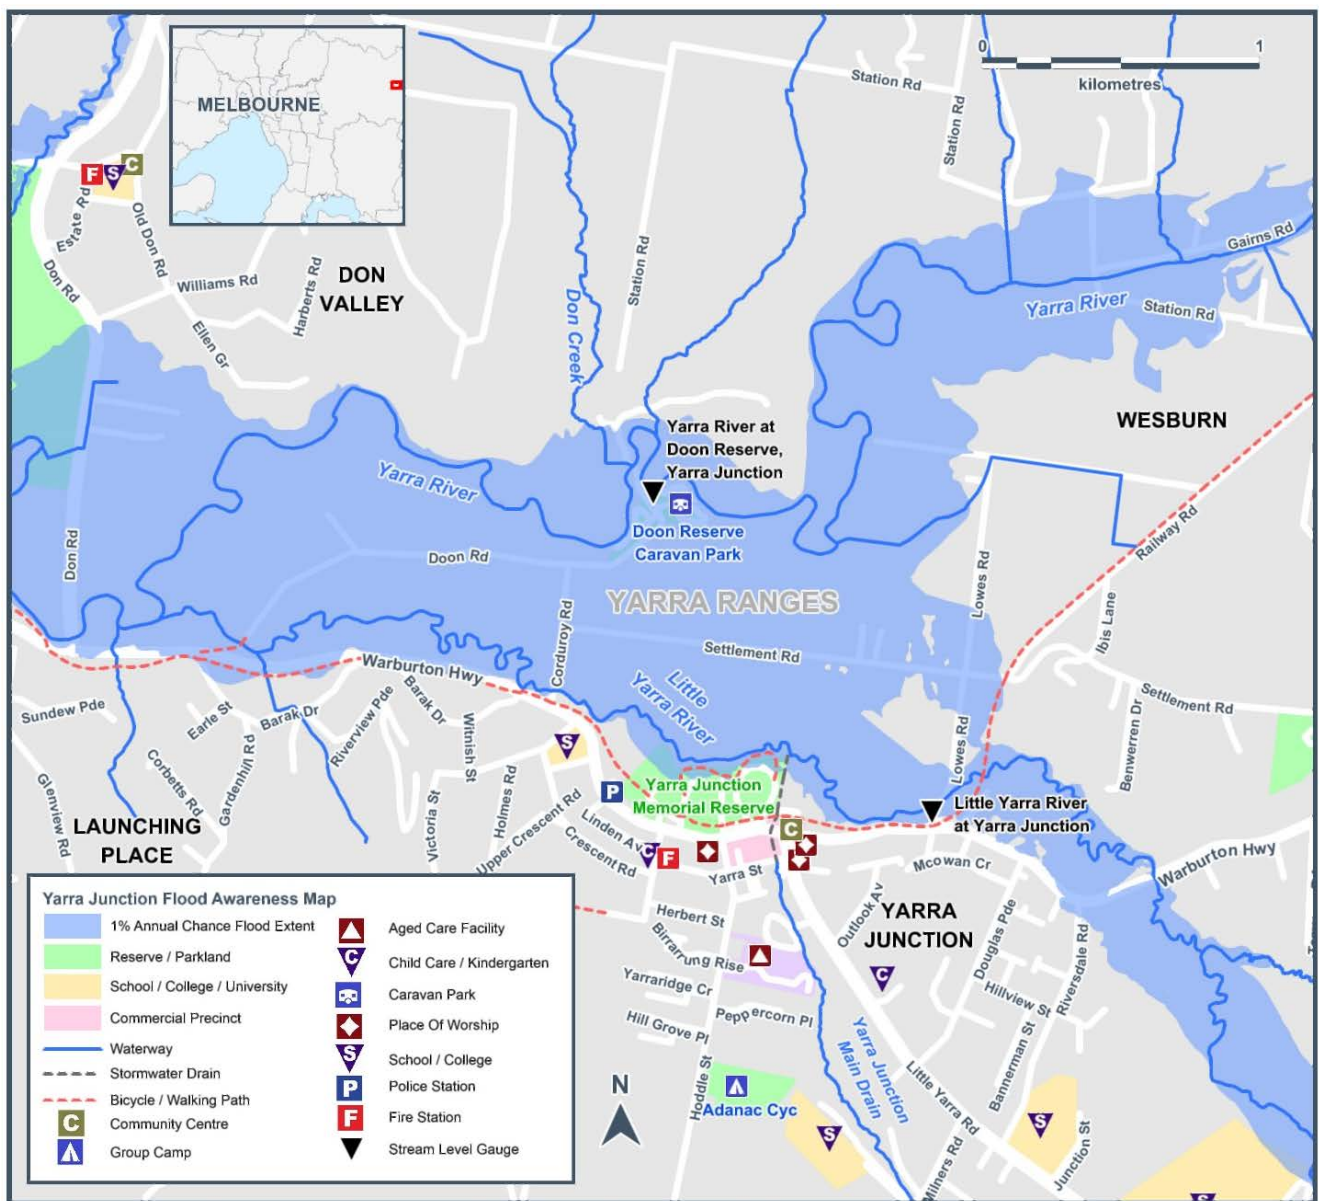 MELBOURNE
0
1
kilometres
Station Rd
Station Rd
F
S
C
Estate Rd
Old Don Rd
Don Rd
Williams Rd
Harberts Rd
Ellen Gr
DON
VALLEY
Don Creek
Station Rd
Gairns Rd
Yarra River
Station Rd
WESBURN
Yarra River at
Doon Reserve,
Yarra Junction
Yarra River
Doon Reserve
Caravan Park
Don Rd
Doon Rd
Railway Rd
Lowes Rd
YARRA RANGES
Ibis Lane
Corduroy Rd
Settlement Rd
Warburton Hwy
Little
Yarra River
Settlement Rd
Benwerren Dr
Sundew Pde
Earle St
Barak Dr
Riverview Pde
Barak Dr
Witnish St
Lowes Rd
S
Corbetts Rd
Gardenhill Rd
Glenview Rd
Victoria St
Holmes Rd
Upper Crescent Rd
P
Yarra Junction
Memorial Reserve
Little Yarra River
at Yarra Junction
LAUNCHING
PLACE
Linden Av
Crescent Rd
C
F
C
Yarra St
Mcowan Cr
Warburton Hwy
Outlook Av
YARRA
JUNCTION
Herbert St
Birrarrung Rise
Yarraridge Cr
Hill Grove Pl
Peppercorn Pl
Douglas Pde
Riversdale Rd
Hillview St
C
Bannerman St
Hoddle St
Yarra Junction
Main Drain
Little Yarra Rd
Adanac Cyc
S
S
S
Milners Rd
Junction St
N
Yarra Junction Flood Awareness Map
1% Annual Chance Flood Extent
Reserve / Parkland
School / College / University
Commercial Precinct
Waterway
Stormwater Drain
Bicycle / Walking Path
C Community Centre
Group Camp
Aged Care Facility
C Child Care / Kindergarten
Caravan Park
Place Of Worship
S School / College
P Police Station
F Fire Station
Stream Level Gauge